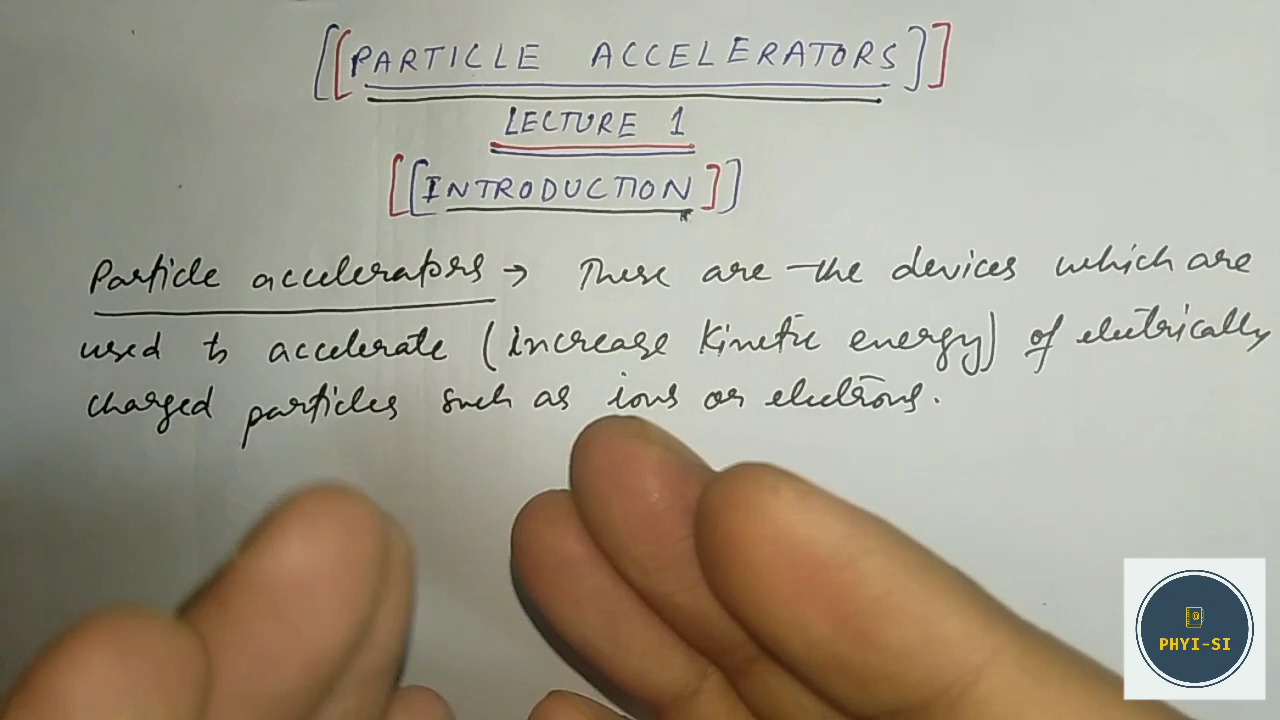 [[PARTICLE ACCELERATORS]]
LECTURE 1
[[INTRODUCTION]]
Particle accelerators → These are the devices which are
used to accelerate (increase kinetic energy) of electrically
charged particles such as ions or electrons.
PHYI-SI